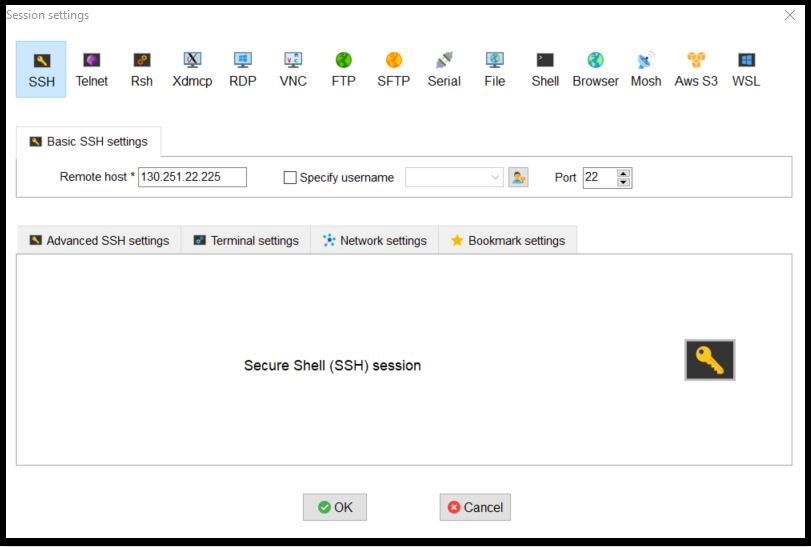 Session settings
SSH Telnet Rsh Xdmcp RDP VNC FTP SFTP Serial File Shell Browser Mosh Aws S3 WSL
Basic SSH settings
Remote host * 130.251.22.225 Specify username Port 22
Advanced SSH settings Terminal settings Network settings Bookmark settings
Secure Shell (SSH) session
OK Cancel